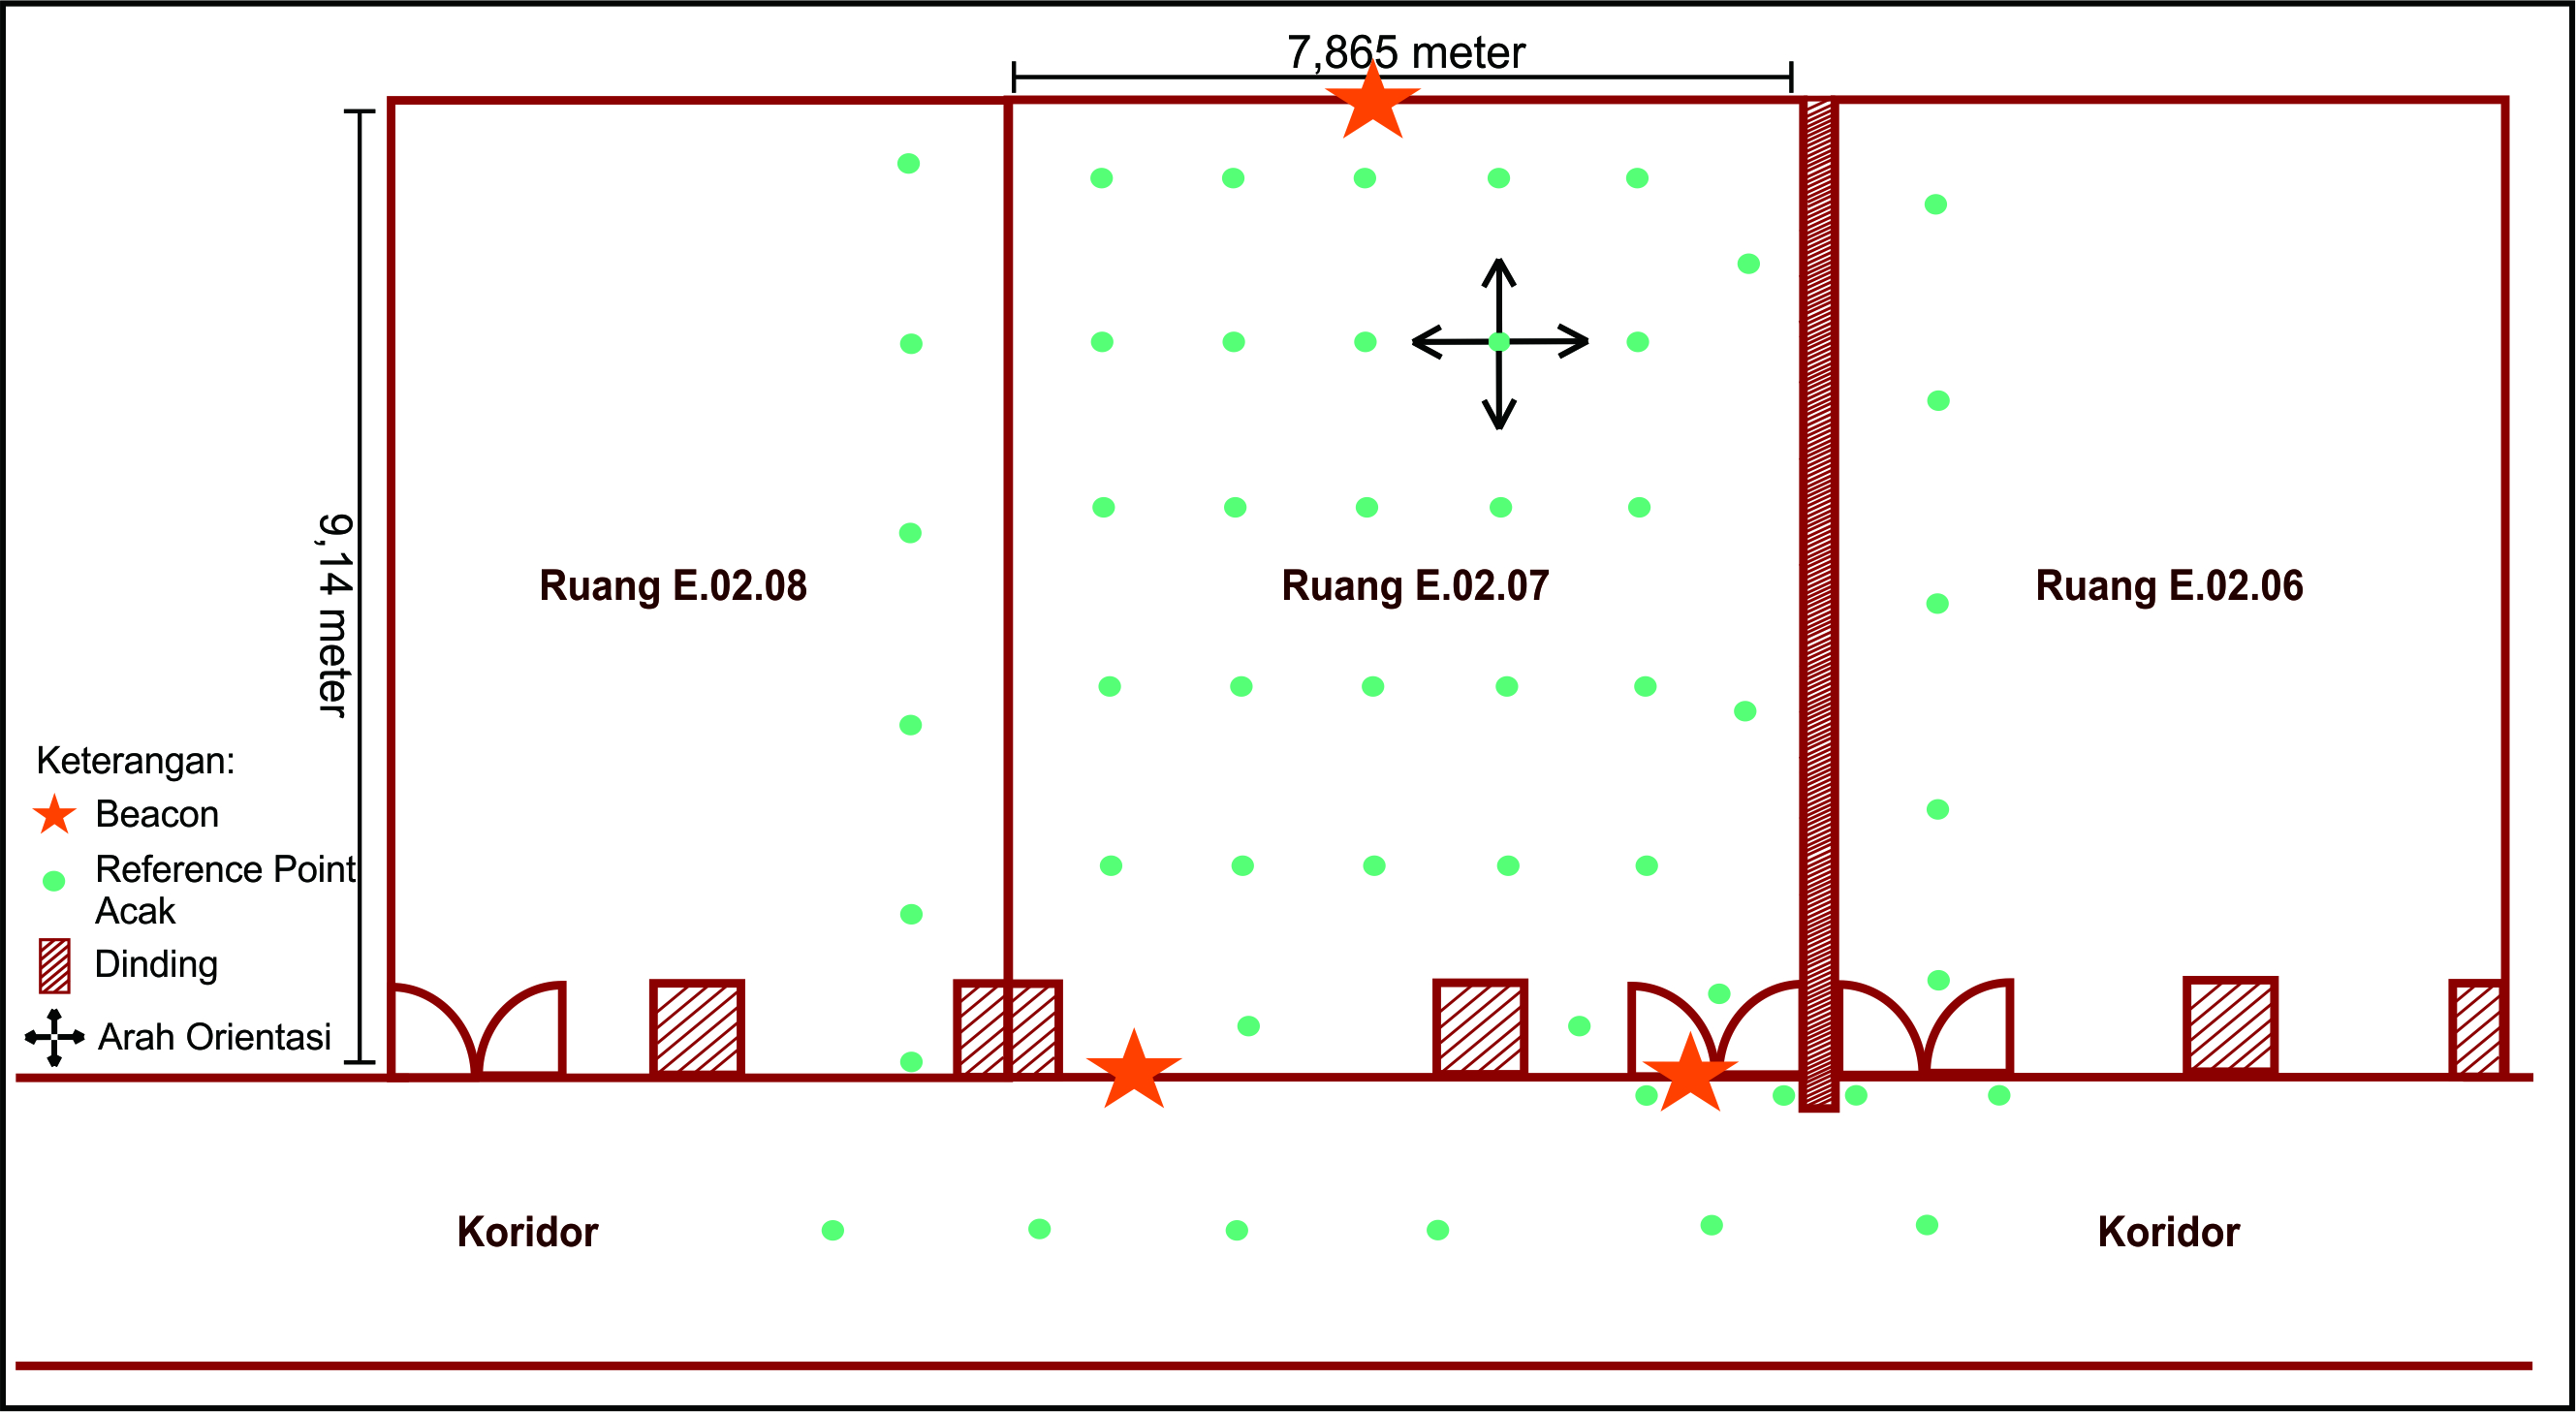 7,865 meter
9,14 meter
Ruang E.02.08
Ruang E.02.07
Ruang E.02.06
Keterangan:
Beacon
Reference Point
Acak
Dinding
Arah Orientasi
Koridor
Koridor